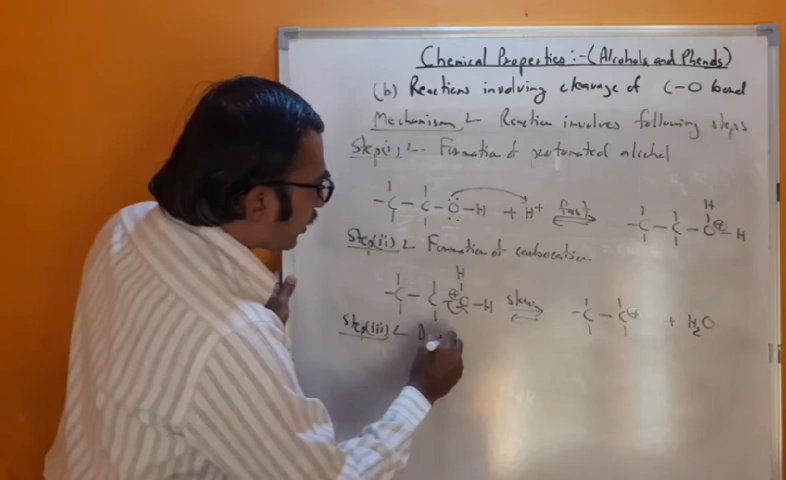 Chemical Properties :- (Alcohols and Phenols)
(b) Reactions involving cleavage of C-O bond
Mechanism :- Reaction involves following steps
Step(i) :- Formation of protonated alcohol
H
-C-C-O-H + H+ fast -C-C-O⊕-H
Step(ii) :- Formation of carbocation
H
-C-C-O⊕-H slow -C-C⊕ + H2O
Step(iii) :- D